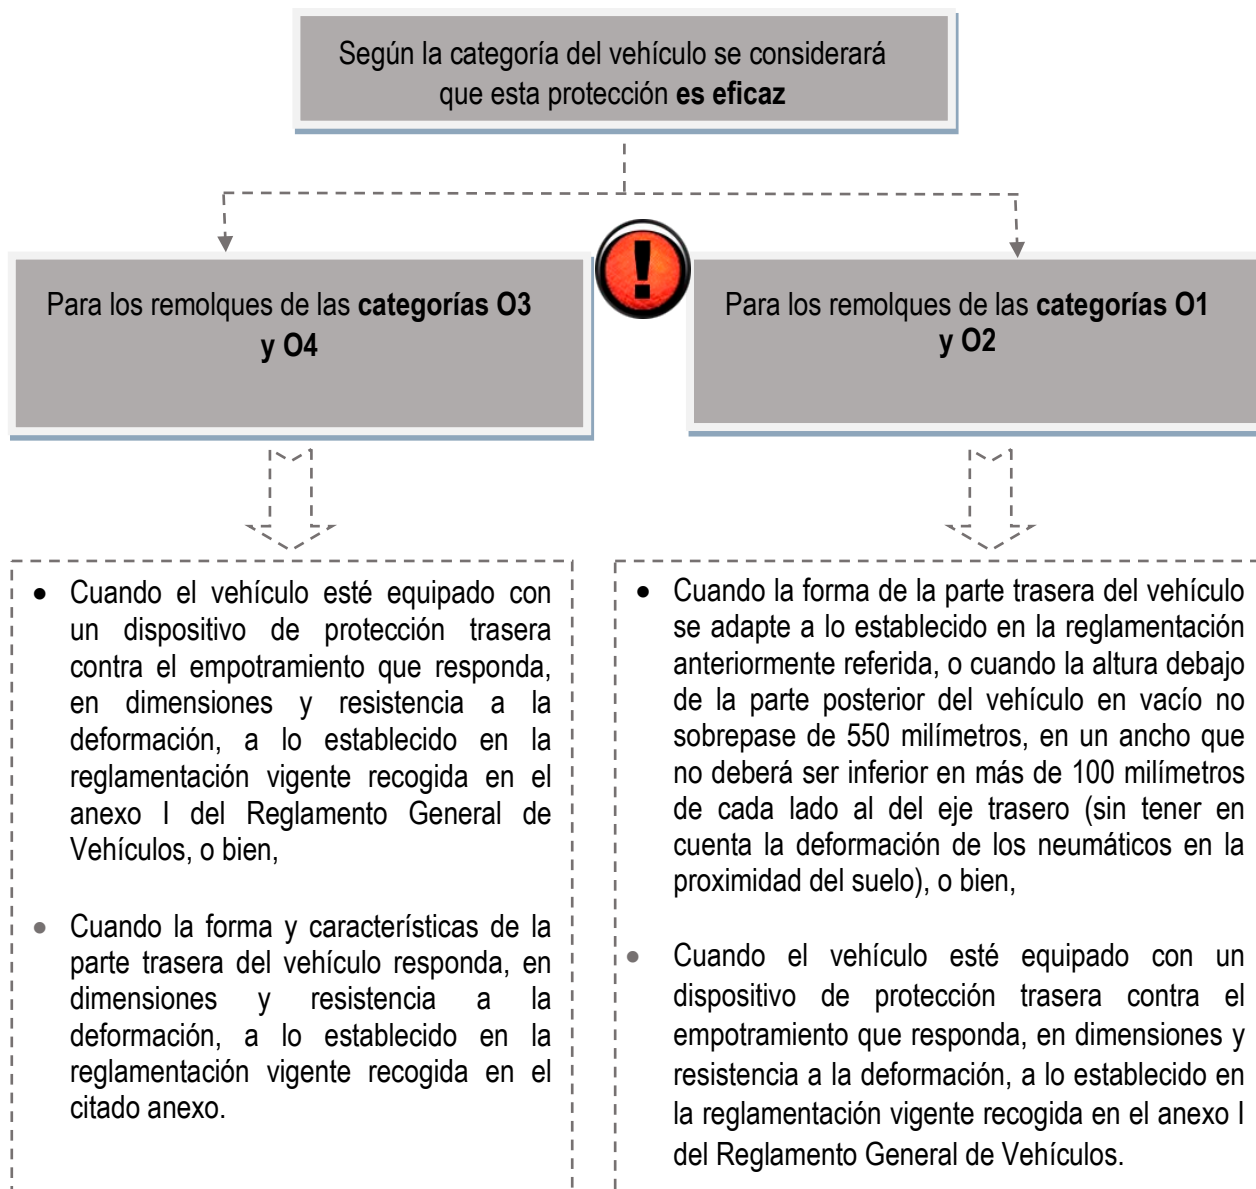 Según la categoría del vehículo se considerará
que esta protección es eficaz
Para los remolques de las categorías O3
y O4
!
Para los remolques de las categorías O1
y O2
• Cuando el vehículo esté equipado con
un dispositivo de protección trasera
contra el empotramiento que responda,
en dimensiones y resistencia a la
deformación, a lo establecido en la
reglamentación vigente recogida en el
anexo I del Reglamento General de
Vehículos, o bien,
• Cuando la forma y características de la
parte trasera del vehículo responda, en
dimensiones y resistencia a la
deformación, a lo establecido en la
reglamentación vigente recogida en el
citado anexo.
• Cuando la forma de la parte trasera del vehículo
se adapte a lo establecido en la reglamentación
anteriormente referida, o cuando la altura debajo
de la parte posterior del vehículo en vacío no
sobrepase de 550 milímetros, en un ancho que
no deberá ser inferior en más de 100 milímetros
de cada lado al del eje trasero (sin tener en
cuenta la deformación de los neumáticos en la
proximidad del suelo), o bien,
• Cuando el vehículo esté equipado con un
dispositivo de protección trasera contra el
empotramiento que responda, en dimensiones y
resistencia a la deformación, a lo establecido en
la reglamentación vigente recogida en el anexo I
del Reglamento General de Vehículos.